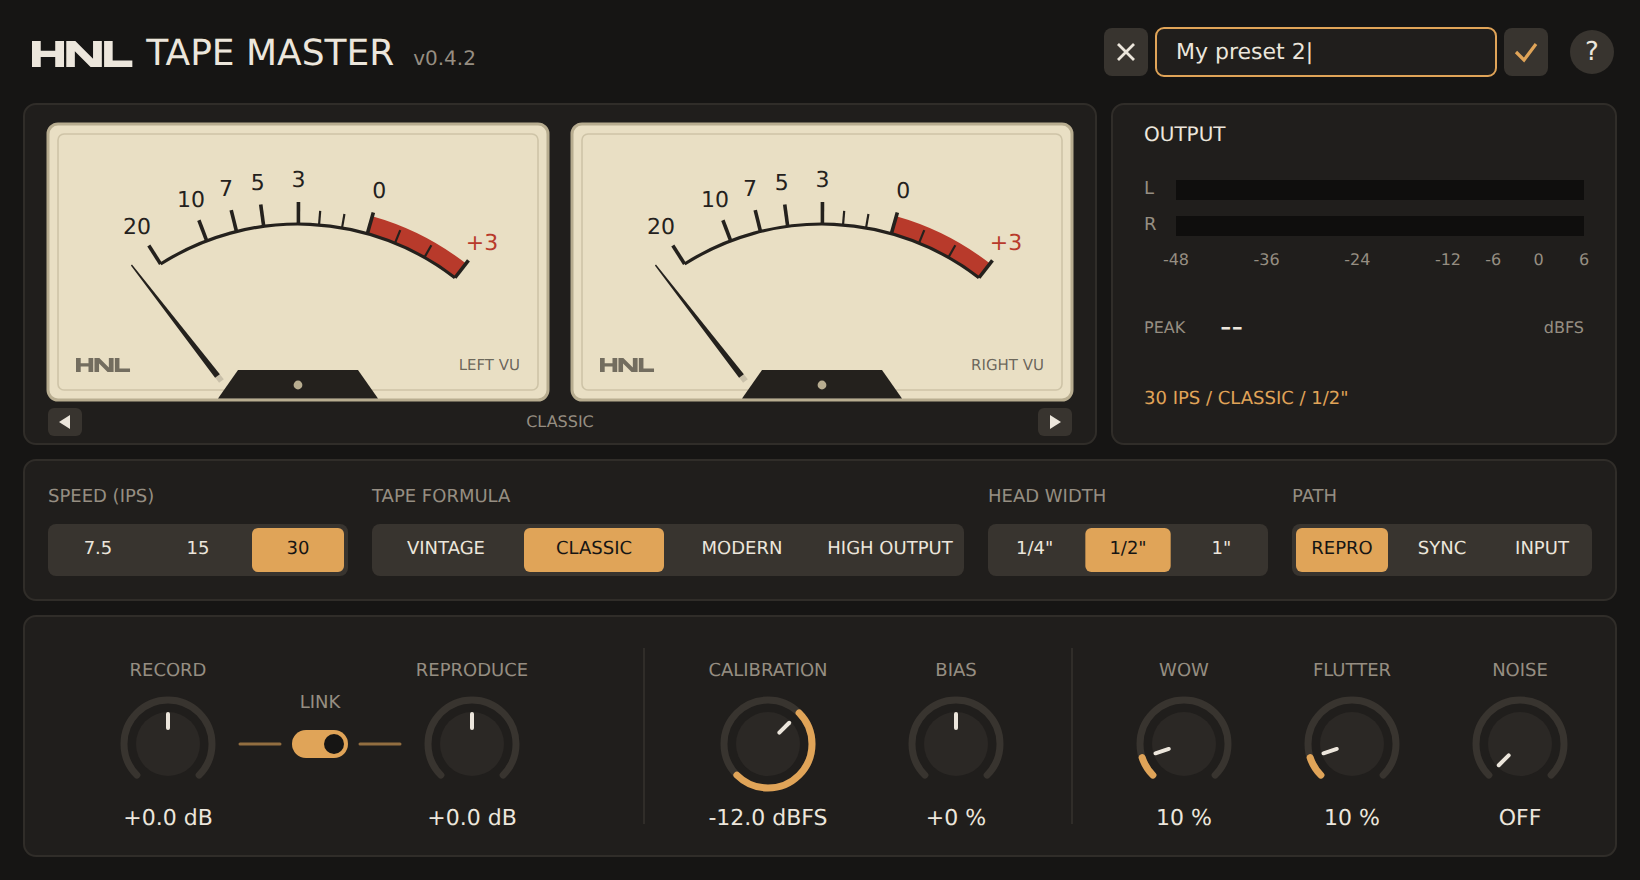 HNL TAPE MASTER v0.4.2
My preset 2
?
20 10 7 5 3 0 +3
HNL LEFT VU
20 10 7 5 3 0 +3
HNL RIGHT VU
CLASSIC
OUTPUT
L
R
-48 -36 -24 -12 -6 0 6
PEAK -- dBFS
30 IPS / CLASSIC / 1/2"
SPEED (IPS)
7.5 15 30
TAPE FORMULA
VINTAGE CLASSIC MODERN HIGH OUTPUT
HEAD WIDTH
1/4" 1/2" 1"
PATH
REPRO SYNC INPUT
RECORD
+0.0 dB
LINK
REPRODUCE
+0.0 dB
CALIBRATION
-12.0 dBFS
BIAS
+0 %
WOW
10 %
FLUTTER
10 %
NOISE
OFF